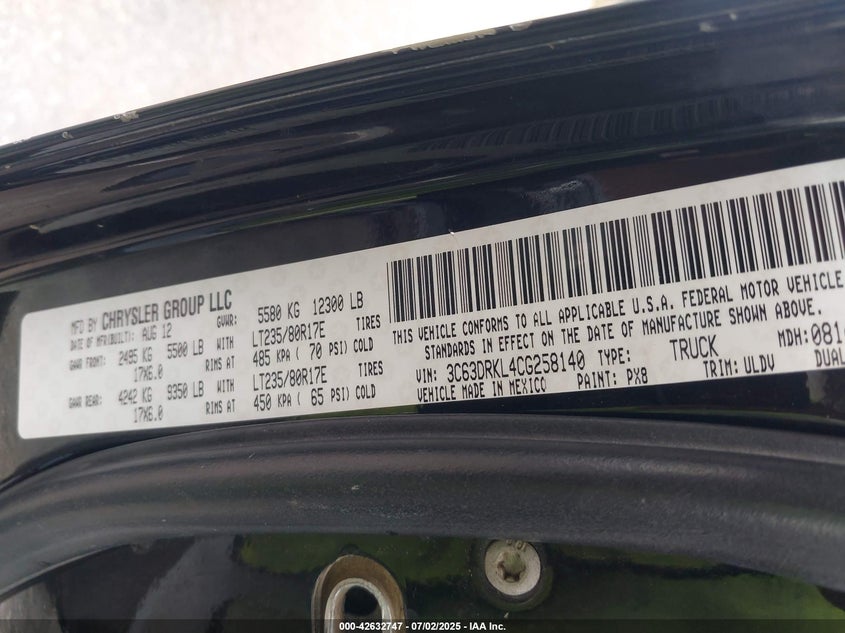 MFD BY CHRYSLER GROUP LLC
DATE OF MFR(BUILT): AUG 12 GVWR: 5580 KG 12300 LB
GAWR FRONT: 2495 KG 5500 LB WITH LT235/80R17E TIRES
17X6.0 RIMS AT 485 KPA ( 70 PSI) COLD
GAWR REAR: 4242 KG 9350 LB WITH LT235/80R17E TIRES
17X6.0 RIMS AT 450 KPA ( 65 PSI) COLD
THIS VEHICLE CONFORMS TO ALL APPLICABLE U.S.A. FEDERAL MOTOR VEHICLE
STANDARDS IN EFFECT ON THE DATE OF MANUFACTURE SHOWN ABOVE.
VIN: 3C63DRKL4CG258140 TYPE: TRUCK MDH:081
VEHICLE MADE IN MEXICO PAINT: PX8 TRIM: ULDV DUAL
000-42632747 - 07/02/2025 - IAA Inc.